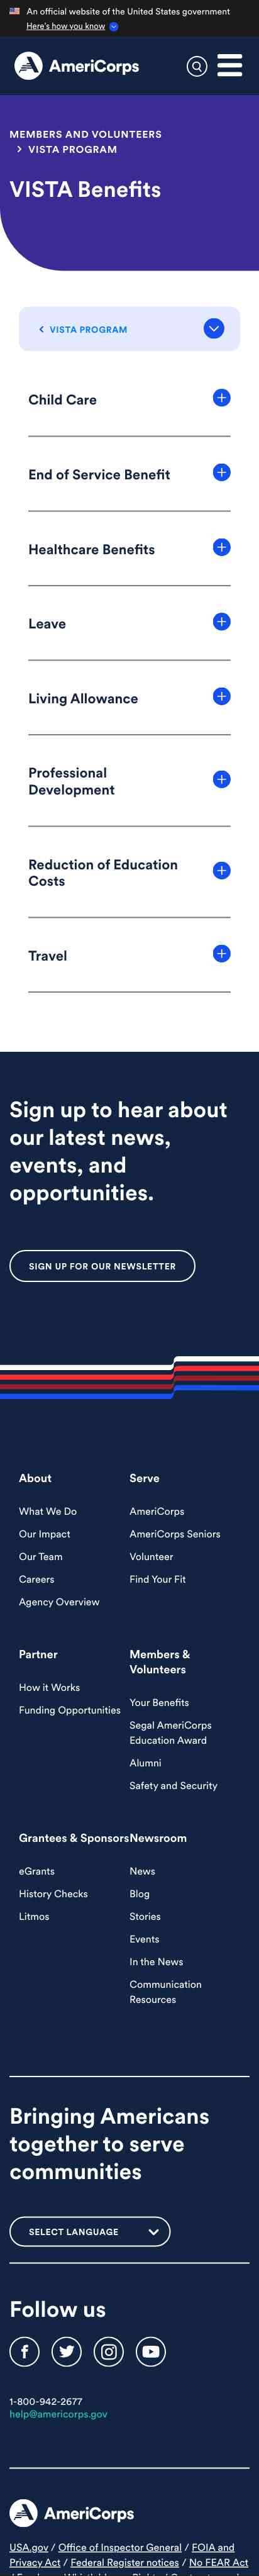 An official website of the United States government
Here's how you know
AmeriCorps
MEMBERS AND VOLUNTEERS
VISTA PROGRAM
VISTA Benefits
VISTA PROGRAM
Child Care
End of Service Benefit
Healthcare Benefits
Leave
Living Allowance
Professional
Development
Reduction of Education
Costs
Travel
Sign up to hear about
our latest news,
events, and
opportunities.
SIGN UP FOR OUR NEWSLETTER
About
What We Do
Our Impact
Our Team
Careers
Agency Overview
Serve
AmeriCorps
AmeriCorps Seniors
Volunteer
Find Your Fit
Partner
How it Works
Funding Opportunities
Members &
Volunteers
Your Benefits
Segal AmeriCorps
Education Award
Alumni
Safety and Security
Grantees & Sponsors
eGrants
History Checks
Litmos
Newsroom
News
Blog
Stories
Events
In the News
Communication
Resources
Bringing Americans
together to serve
communities
SELECT LANGUAGE
Follow us
1-800-942-2677
help@americorps.gov
AmeriCorps
USA.gov / Office of Inspector General / FOIA and
Privacy Act / Federal Register notices / No FEAR Act